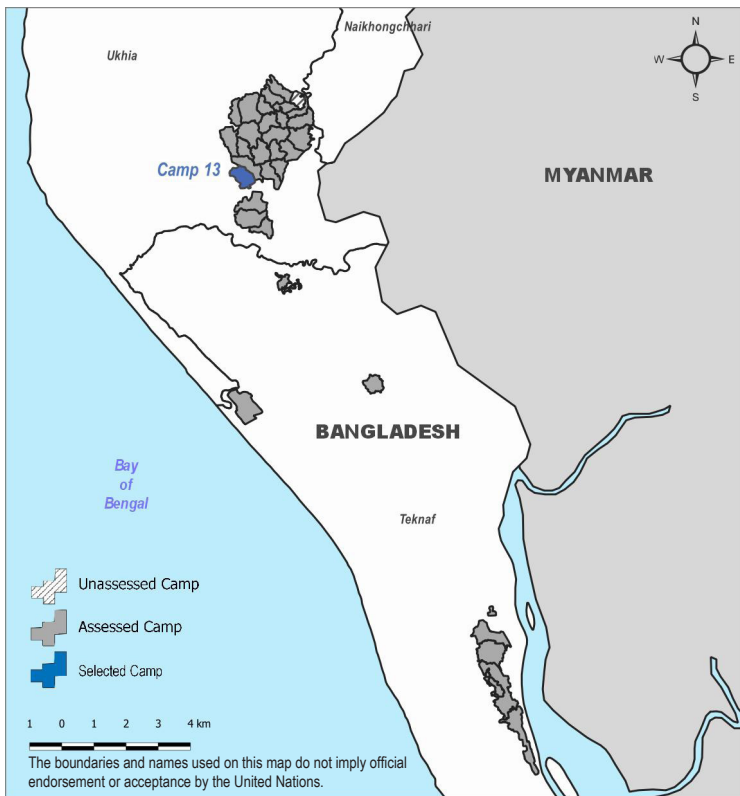 Naikhongchhari
Ukhia
N
W
E
S
Camp 13
MYANMAR
BANGLADESH
Bay
of
Bengal
Teknaf
Unassessed Camp
Assessed Camp
Selected Camp
1 0 1 2 3 4 km
The boundaries and names used on this map do not imply official
endorsement or acceptance by the United Nations.